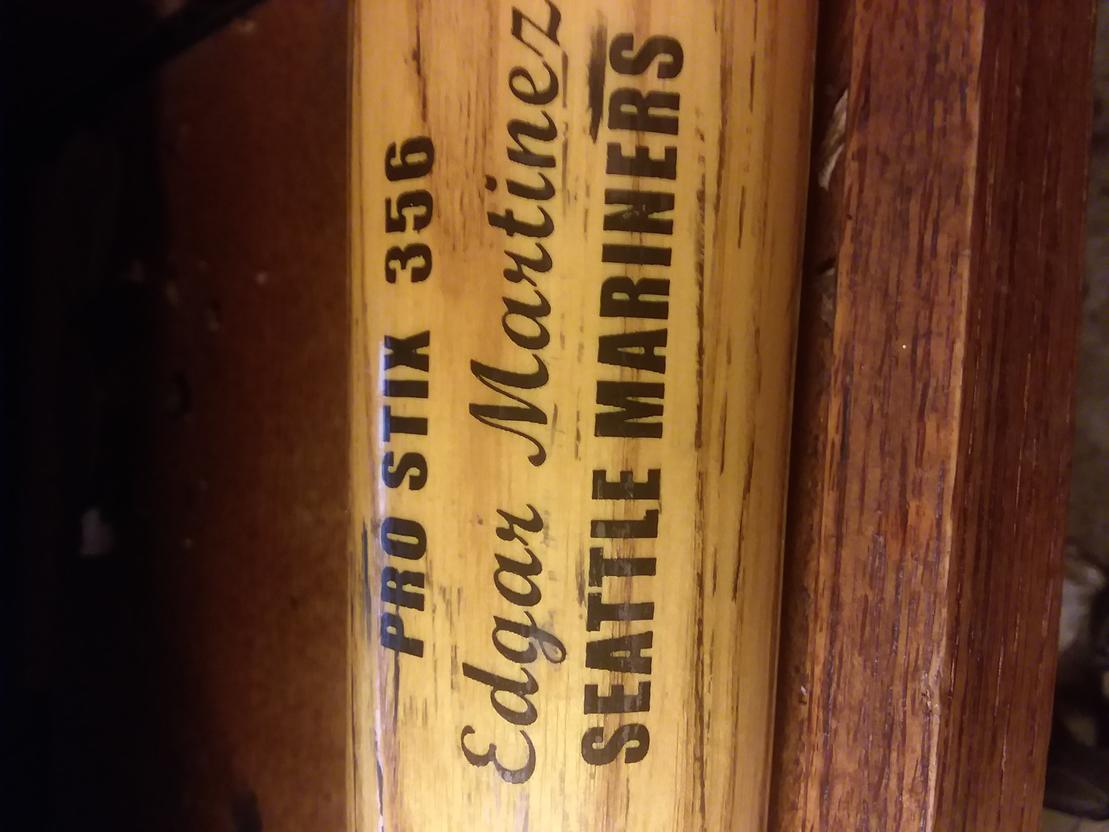 PRO STIX 356
Edgar Martinez
SEATTLE MARINERS